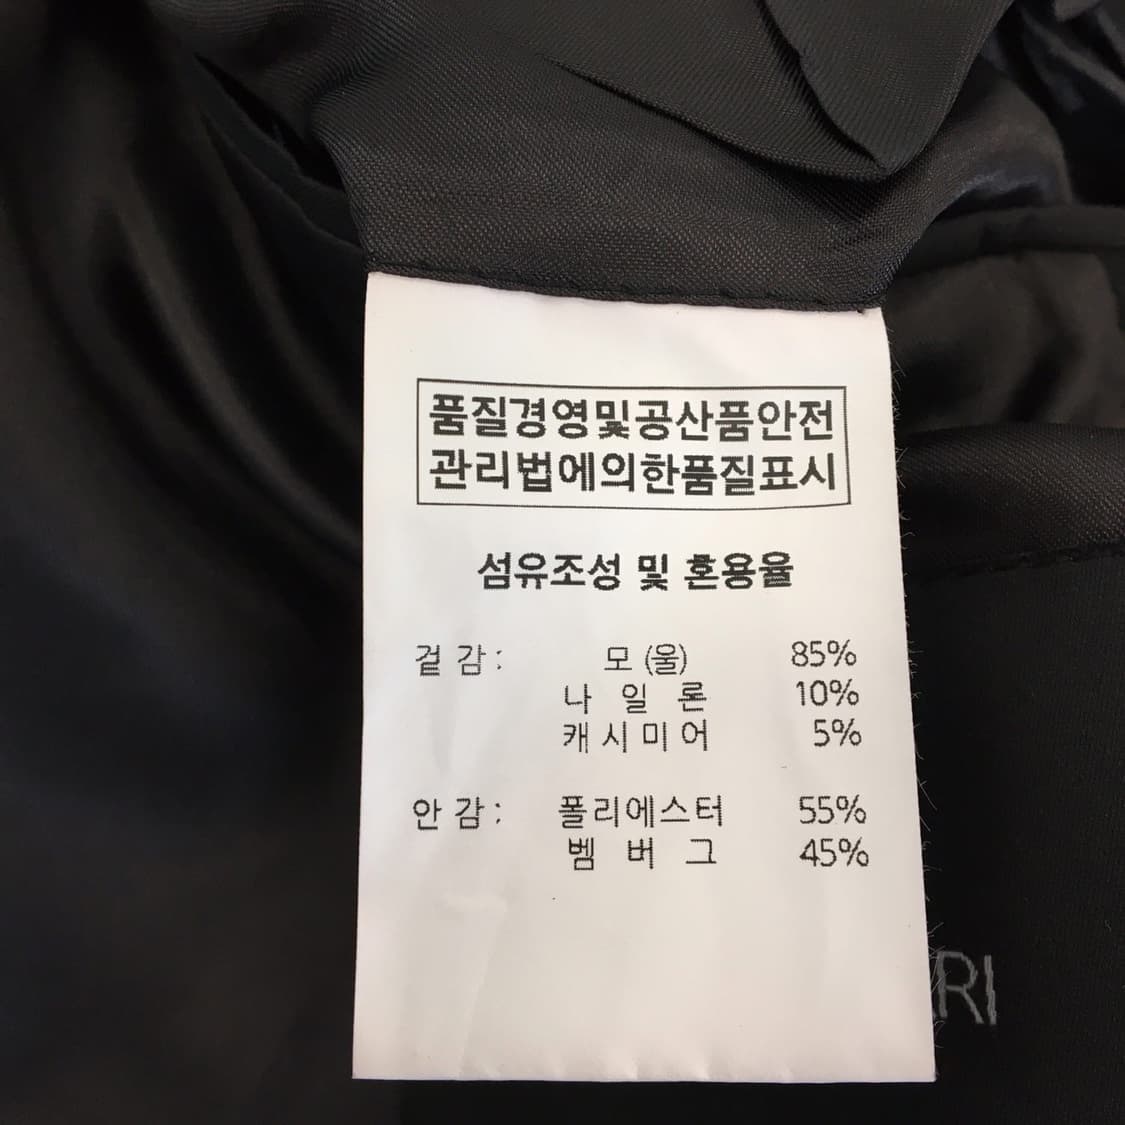 품질경영및공산품안전
관리법에의한품질표시
섬유조성 및 혼용율
겉감: 모(울) 85%
나일론 10%
캐시미어 5%
안감: 폴리에스터 55%
벰버그 45%
RI